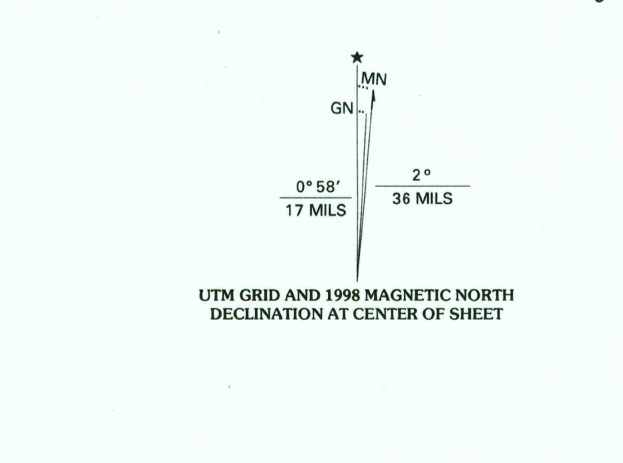 ★
MN
GN
0° 58′
17 MILS
2°
36 MILS
UTM GRID AND 1998 MAGNETIC NORTH
DECLINATION AT CENTER OF SHEET